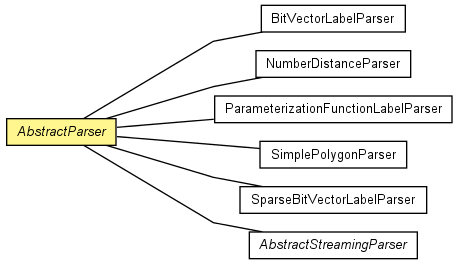 BitVectorLabelParser
NumberDistanceParser
ParameterizationFunctionLabelParser
AbstractParser
SimplePolygonParser
SparseBitVectorLabelParser
AbstractStreamingParser